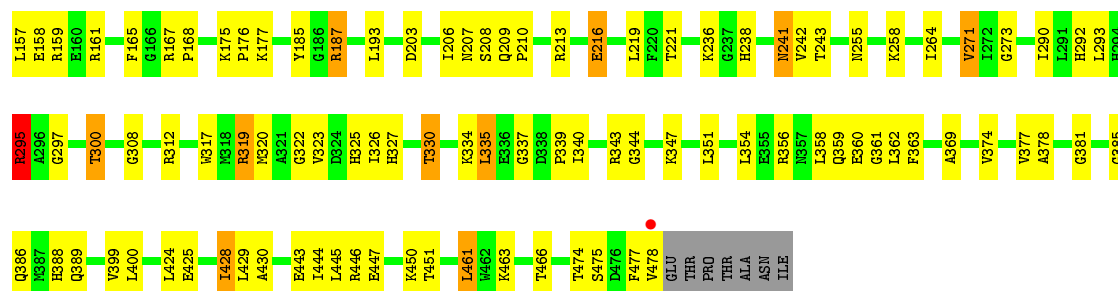 L157 E158 R159 E160 R161 F165 G166 R167 P168 K175 P176 K177 Y185 G186 R187 L193 D203 I206 N207 S208 Q209 P210 R213 E216 L219 F220 T221 K236 G237 H238 N241 V242 T243 N255 K258 I264 V271 I272 G273 I290 L291 H292 L293 H294
R295 A296 G297 T300 G308 R312 W317 M318 R319 M320 A321 G322 V323 D324 H325 I326 H327 T330 K334 L335 E336 G337 D338 P339 I340 R343 G344 K347 L351 L354 E355 R356 N357 L358 Q359 E360 G361 L362 F363 A369 V374 V377 A378 G381 G385
Q386 M387 H388 Q389 V399 L400 L424 E425 I428 L429 A430 E443 I444 L445 R446 E447 K450 T451 L461 W462 K463 T466 T474 S475 D476 F477 V478 GLU THR PRO THR ALA ASN ILE